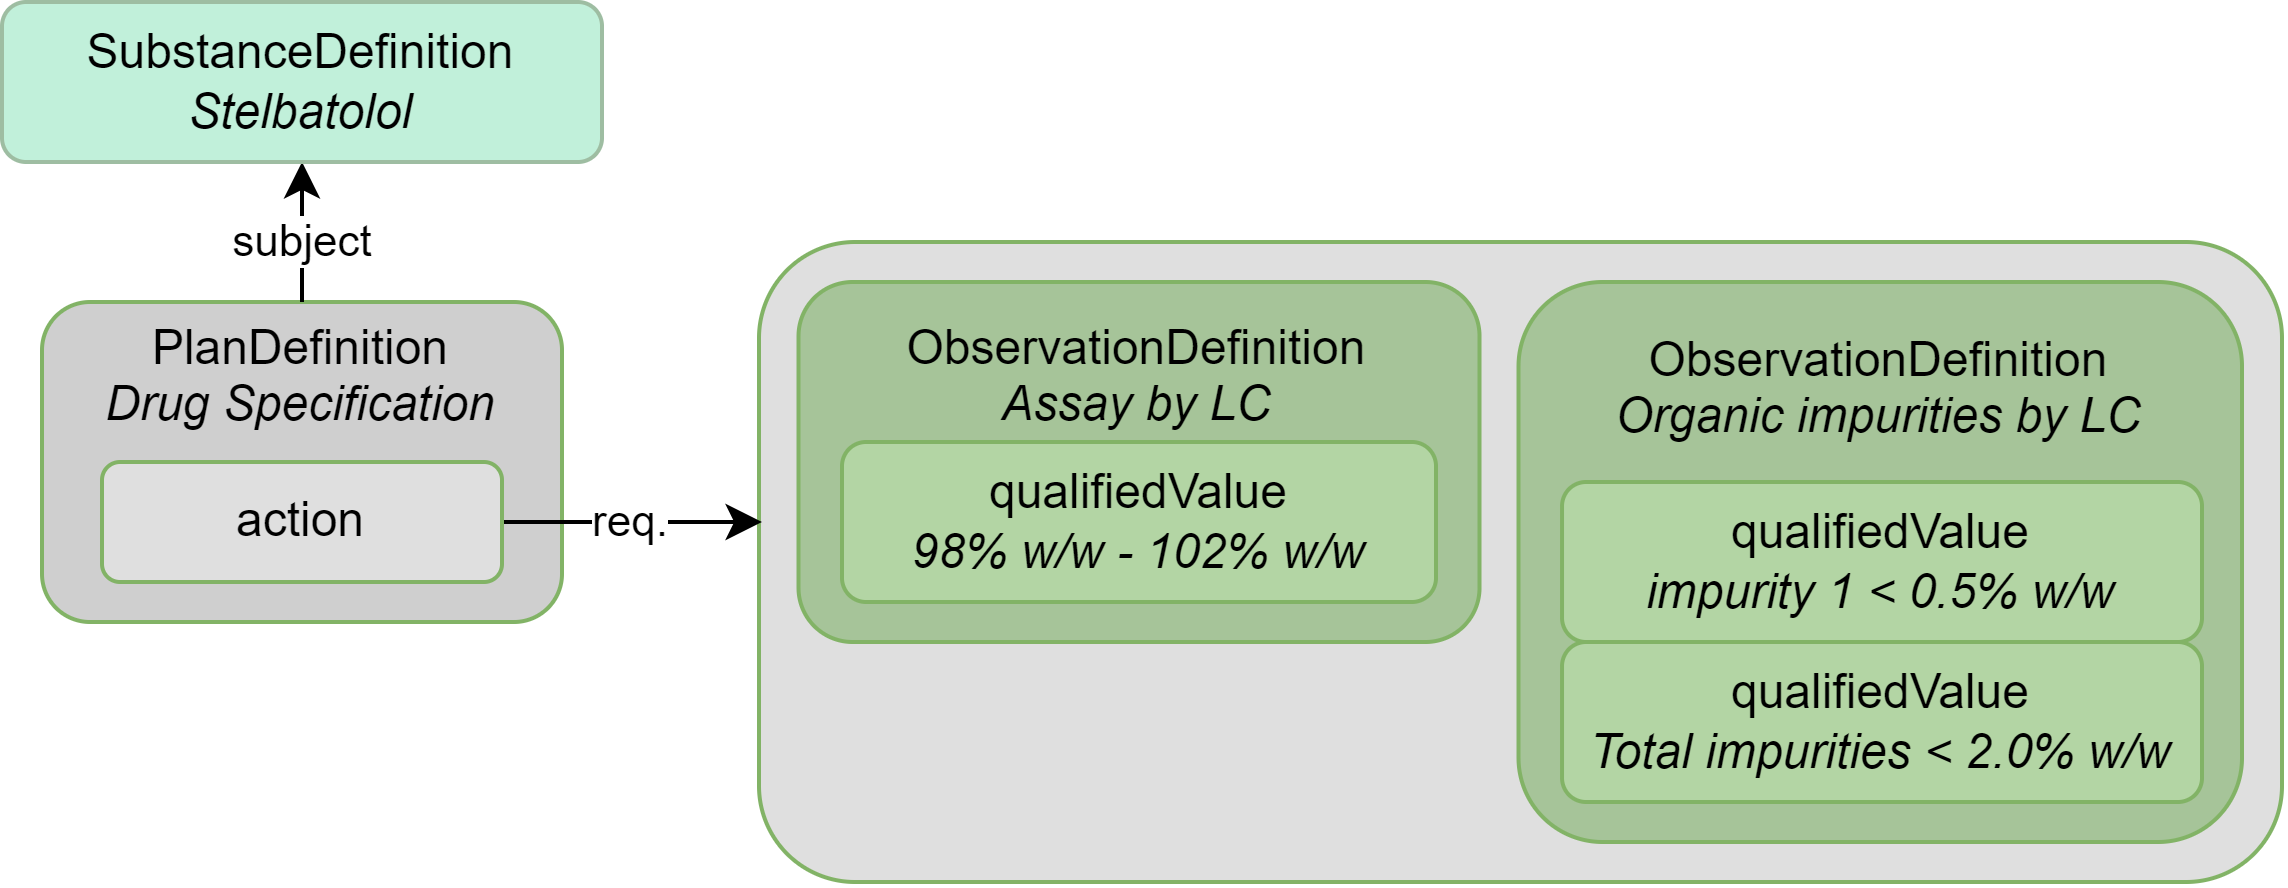 SubstanceDefinition
Stelbatolol
subject
PlanDefinition
Drug Specification
action
req.
ObservationDefinition
Assay by LC
qualifiedValue
98% w/w - 102% w/w
ObservationDefinition
Organic impurities by LC
qualifiedValue
impurity 1 < 0.5% w/w
qualifiedValue
Total impurities < 2.0% w/w